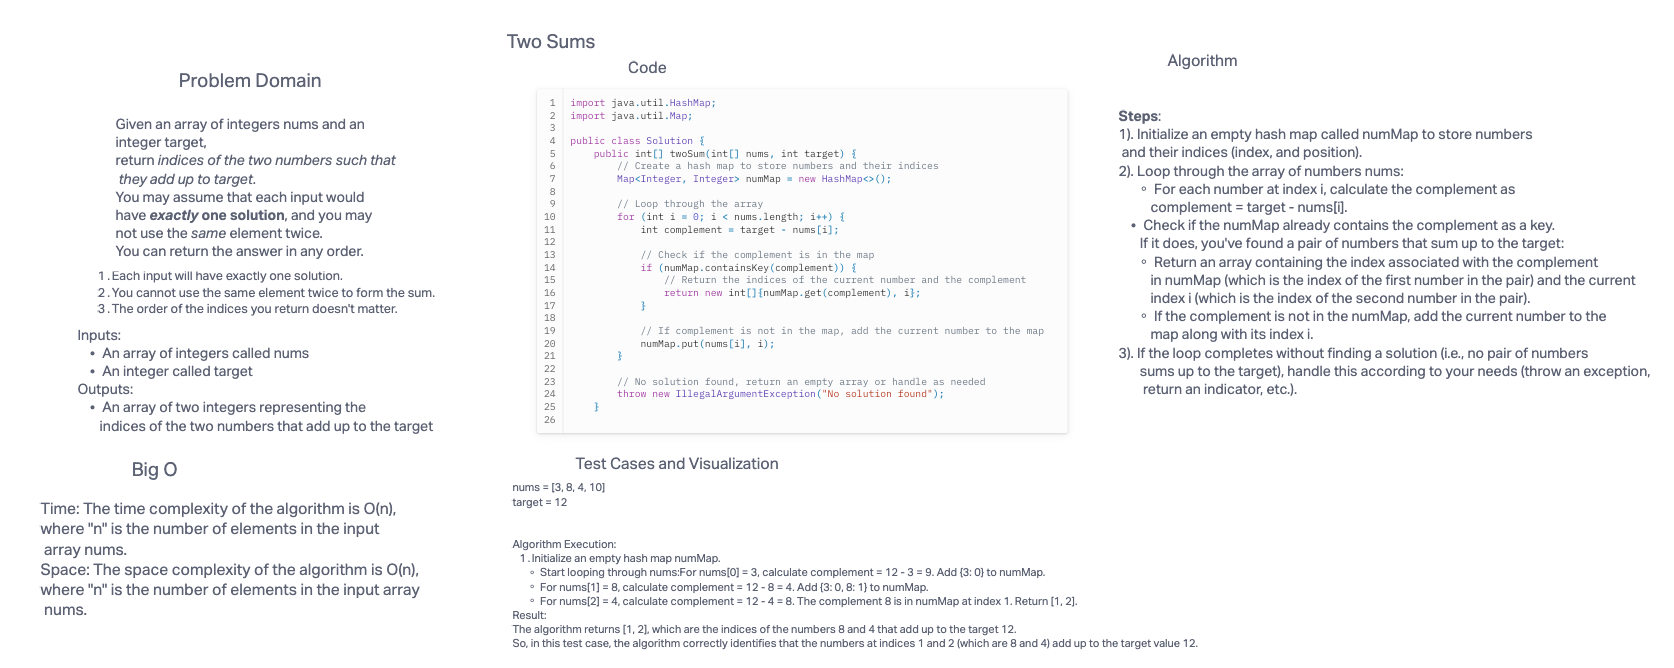 Two Sums
Problem Domain
Given an array of integers nums and an
integer target,
return indices of the two numbers such that
they add up to target.
You may assume that each input would
have exactly one solution, and you may
not use the same element twice.
You can return the answer in any order.
1. Each input will have exactly one solution.
2. You cannot use the same element twice to form the sum.
3. The order of the indices you return doesn't matter.
Inputs:
• An array of integers called nums
• An integer called target
Outputs:
• An array of two integers representing the
indices of the two numbers that add up to the target
Big O
Time: The time complexity of the algorithm is O(n),
where "n" is the number of elements in the input
array nums.
Space: The space complexity of the algorithm is O(n),
where "n" is the number of elements in the input array
nums.
Code
1 import java.util.HashMap;
2 import java.util.Map;
3
4 public class Solution {
5     public int[] twoSum(int[] nums, int target) {
6         // Create a hash map to store numbers and their indices
7         Map<Integer, Integer> numMap = new HashMap<>();
8
9         // Loop through the array
10         for (int i = 0; i < nums.length; i++) {
11             int complement = target - nums[i];
12
13             // Check if the complement is in the map
14             if (numMap.containsKey(complement)) {
15                 // Return the indices of the current number and the complement
16                 return new int[]{numMap.get(complement), i};
17             }
18
19             // If complement is not in the map, add the current number to the map
20             numMap.put(nums[i], i);
21         }
22
23         // No solution found, return an empty array or handle as needed
24         throw new IllegalArgumentException("No solution found");
25     }
26
Test Cases and Visualization
nums = [3, 8, 4, 10]
target = 12
Algorithm Execution:
1. Initialize an empty hash map numMap.
◦ Start looping through nums:For nums[0] = 3, calculate complement = 12 - 3 = 9. Add {3: 0} to numMap.
◦ For nums[1] = 8, calculate complement = 12 - 8 = 4. Add {3: 0, 8: 1} to numMap.
◦ For nums[2] = 4, calculate complement = 12 - 4 = 8. The complement 8 is in numMap at index 1. Return [1, 2].
Result:
The algorithm returns [1, 2], which are the indices of the numbers 8 and 4 that add up to the target 12.
So, in this test case, the algorithm correctly identifies that the numbers at indices 1 and 2 (which are 8 and 4) add up to the target value 12.
Algorithm
Steps:
1). Initialize an empty hash map called numMap to store numbers
and their indices (index, and position).
2). Loop through the array of numbers nums:
◦ For each number at index i, calculate the complement as
complement = target - nums[i].
• Check if the numMap already contains the complement as a key.
If it does, you've found a pair of numbers that sum up to the target:
◦ Return an array containing the index associated with the complement
in numMap (which is the index of the first number in the pair) and the current
index i (which is the index of the second number in the pair).
◦ If the complement is not in the numMap, add the current number to the
map along with its index i.
3). If the loop completes without finding a solution (i.e., no pair of numbers
sums up to the target), handle this according to your needs (throw an exception,
return an indicator, etc.).